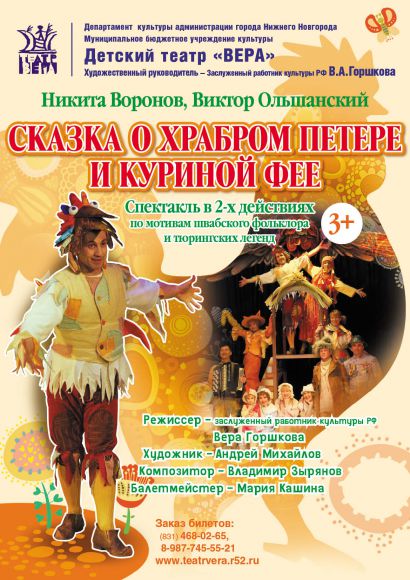 Департамент культуры администрации города Нижнего Новгорода
Муниципальное бюджетное учреждение культуры
Детский театр «ВЕРА»
Художественный руководитель – Заслуженный работник культуры РФ В.А.Горшкова
ТЕАТР
ВЕРА
Никита Воронов, Виктор Ольшанский
СКАЗКА О ХРАБРОМ ПЕТЕРЕ
И КУРИНОЙ ФЕЕ
Спектакль в 2-х действиях
по мотивам швабского фольклора
и тюрингских легенд
3+
Режиссер – заслуженный работник культуры РФ
Вера Горшкова
Художник – Андрей Михайлов
Композитор – Владимир Зырянов
Балетмейстер – Мария Кашина
Заказ билетов:
(831) 468-02-65,
8-987-745-55-21
www.teatrvera.r52.ru